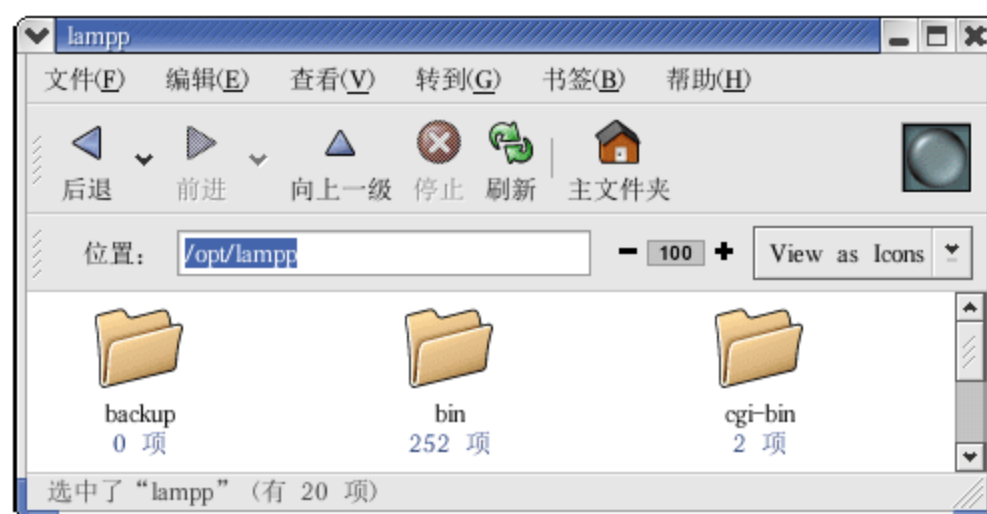 lampp
文件(F) 编辑(E) 查看(V) 转到(G) 书签(B) 帮助(H)
后退 前进 向上一级 停止 刷新 主文件夹
位置: /opt/lampp 100 View as Icons
backup bin cgi-bin
0 项 252 项 2 项
选中了“lampp” (有 20 项)